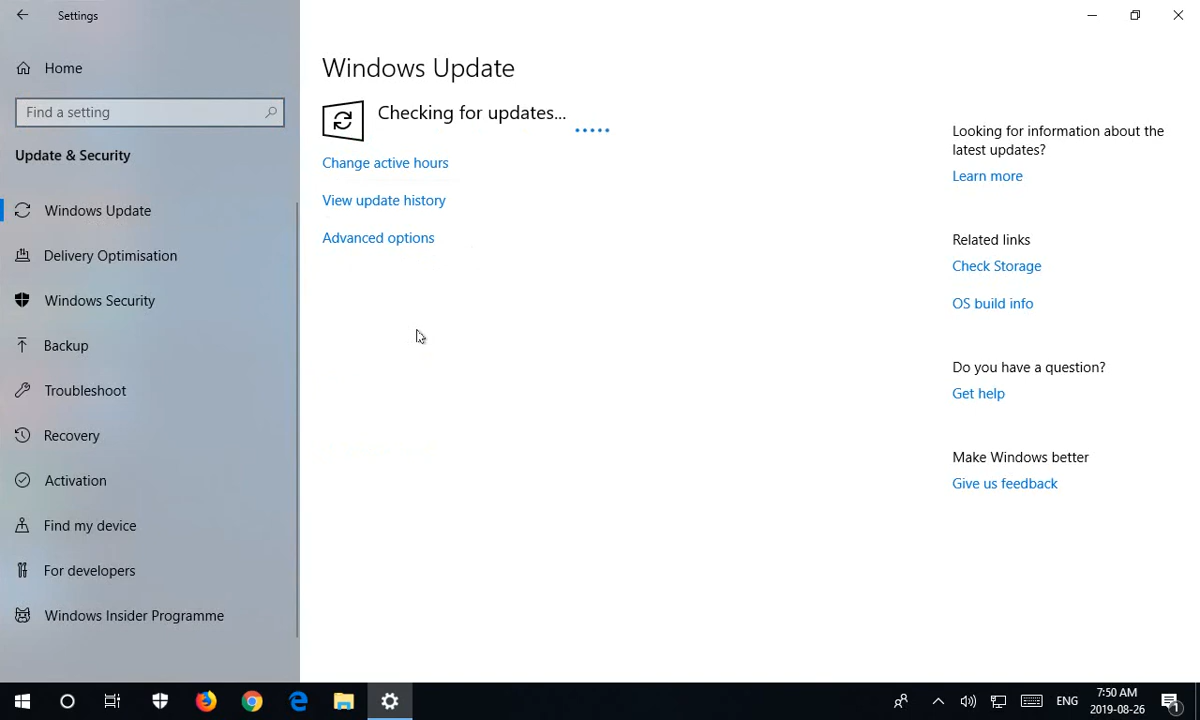 Settings
Home
Find a setting
Update & Security
Windows Update
Delivery Optimisation
Windows Security
Backup
Troubleshoot
Recovery
Activation
Find my device
For developers
Windows Insider Programme
Windows Update
Checking for updates...
Change active hours
View update history
Advanced options
Looking for information about the
latest updates?
Learn more
Related links
Check Storage
OS build info
Do you have a question?
Get help
Make Windows better
Give us feedback
ENG
7:50 AM
2019-08-26
1